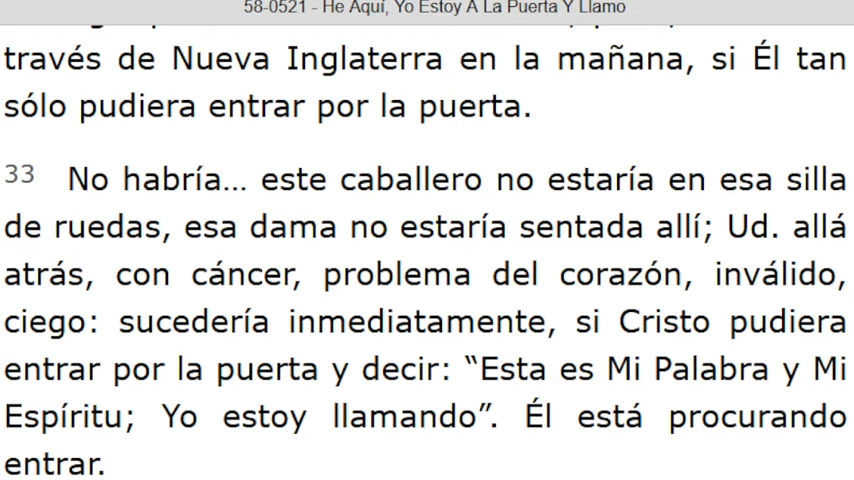 58-0521 - He Aquí, Yo Estoy A La Puerta Y Llamo
través de Nueva Inglaterra en la mañana, si Él tan
sólo pudiera entrar por la puerta.
33 No habría... este caballero no estaría en esa silla
de ruedas, esa dama no estaría sentada allí; Ud. allá
atrás, con cáncer, problema del corazón, inválido,
ciego: sucedería inmediatamente, si Cristo pudiera
entrar por la puerta y decir: “Esta es Mi Palabra y Mi
Espíritu; Yo estoy llamando”. Él está procurando
entrar.